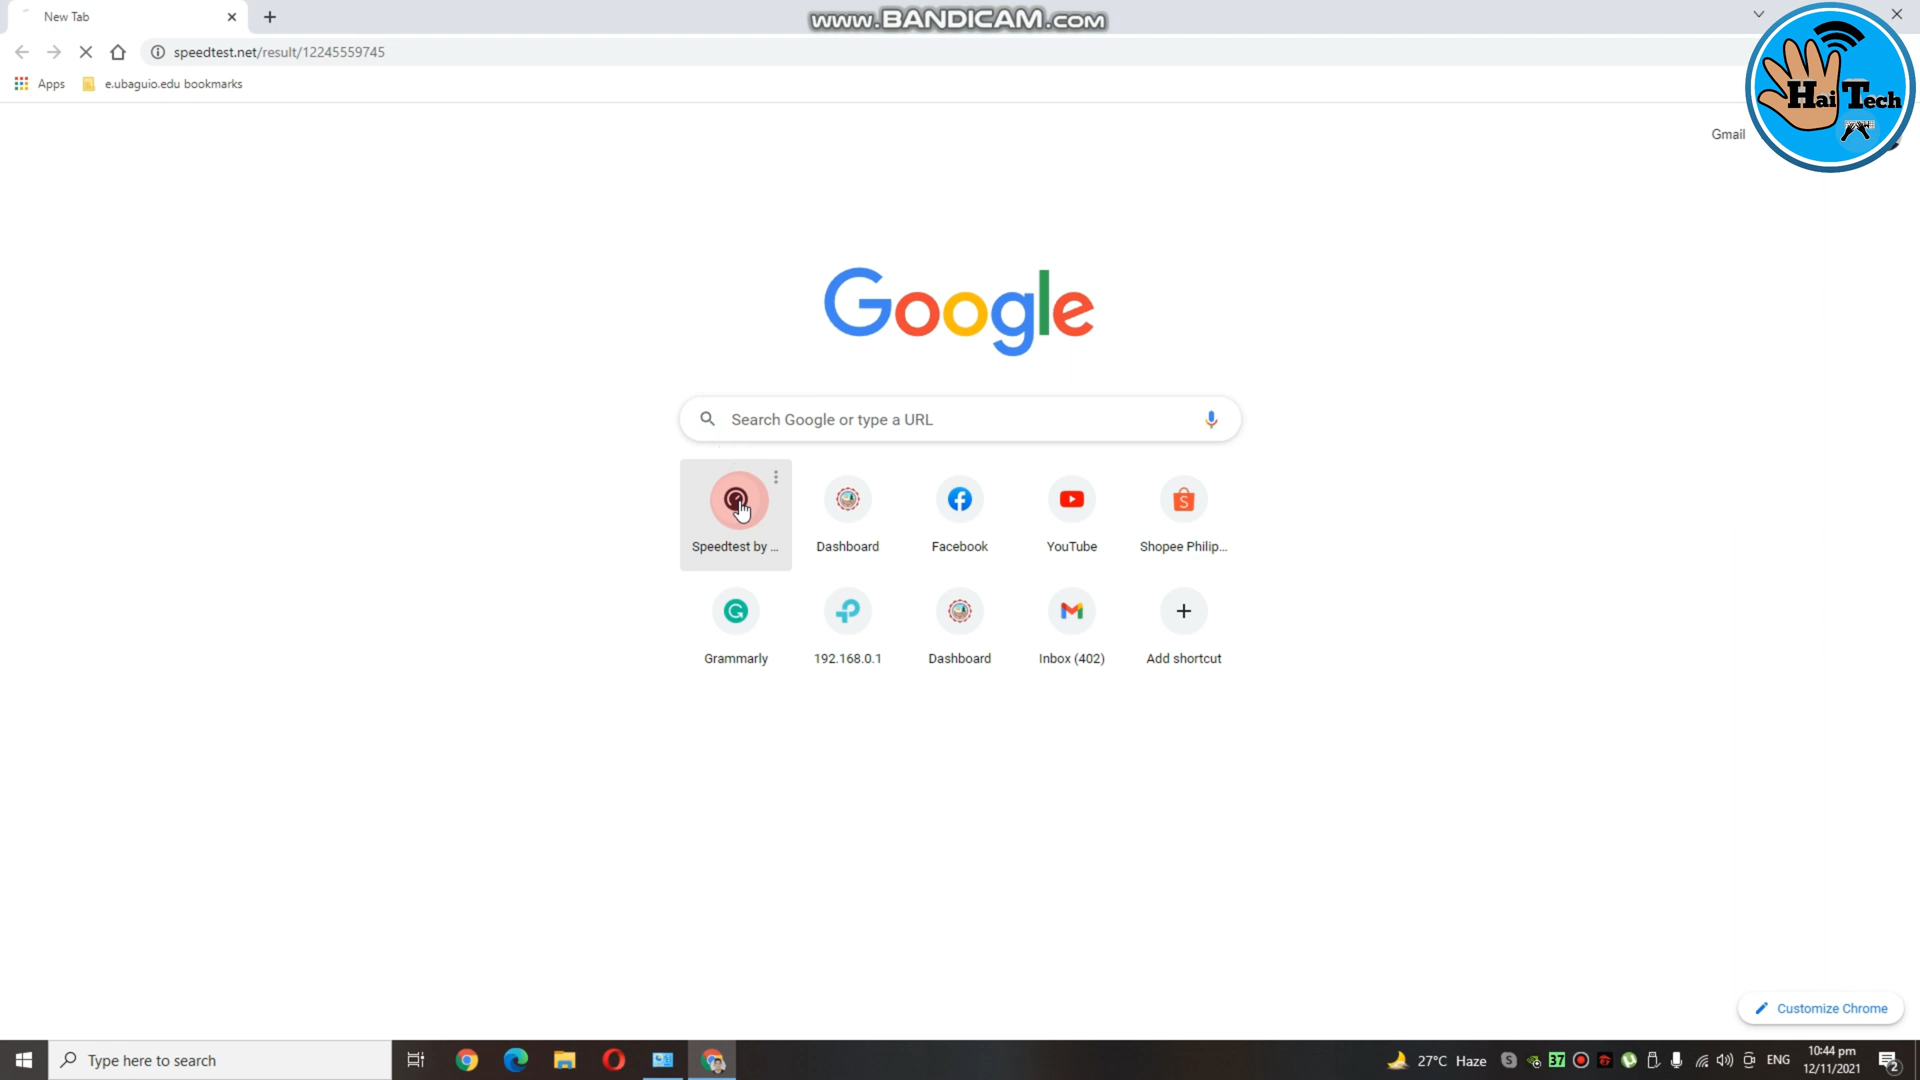 New Tab
www.BANDICAM.com
speedtest.net/result/12245559745
Apps
e.ubaguio.edu bookmarks
Hai Tech
Gmail
Google
Search Google or type a URL
Speedtest by ...
Dashboard
Facebook
YouTube
Shopee Philip...
Grammarly
192.168.0.1
Dashboard
Inbox (402)
Add shortcut
Customize Chrome
Type here to search
27°C Haze
37
ENG
10:44 pm
12/11/2021
2